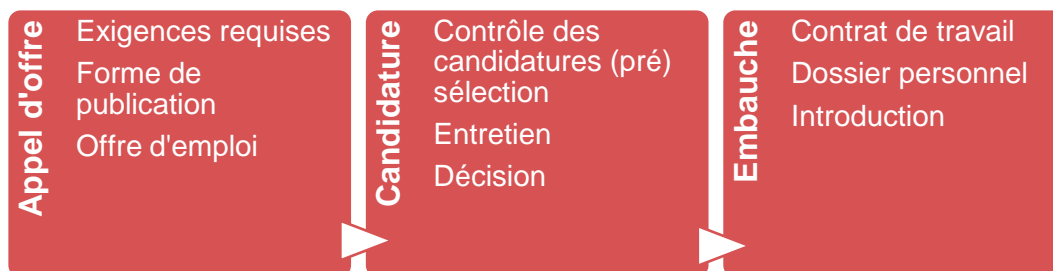 Appel d'offre
Exigences requises
Forme de
publication
Offre d'emploi
Candidature
Contrôle des
candidatures (pré)
sélection
Entretien
Décision
Embauche
Contrat de travail
Dossier personnel
Introduction